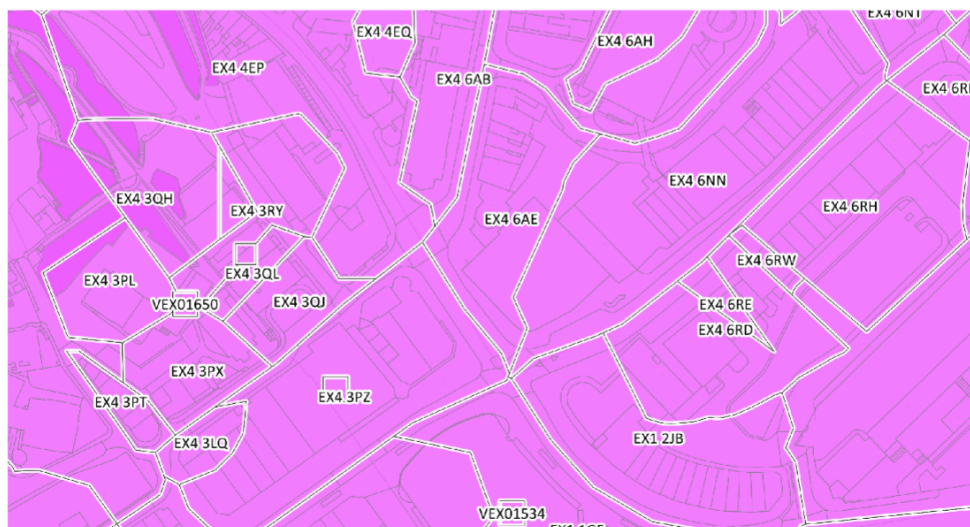 EX4 6NT
EX4 4EQ
EX4 6AH
EX4 4EP
EX4 6AB
EX4 6NN
EX4 3QH
EX4 3RY
EX4 6AE
EX4 6RH
EX4 6RW
EX4 3QL
EX4 3PL
EX4 3QJ
VEX01650
EX4 6RE
EX4 6RD
EX4 3PX
EX4 3PZ
EX4 3PT
EX4 3LQ
EX1 2JB
VEX01534